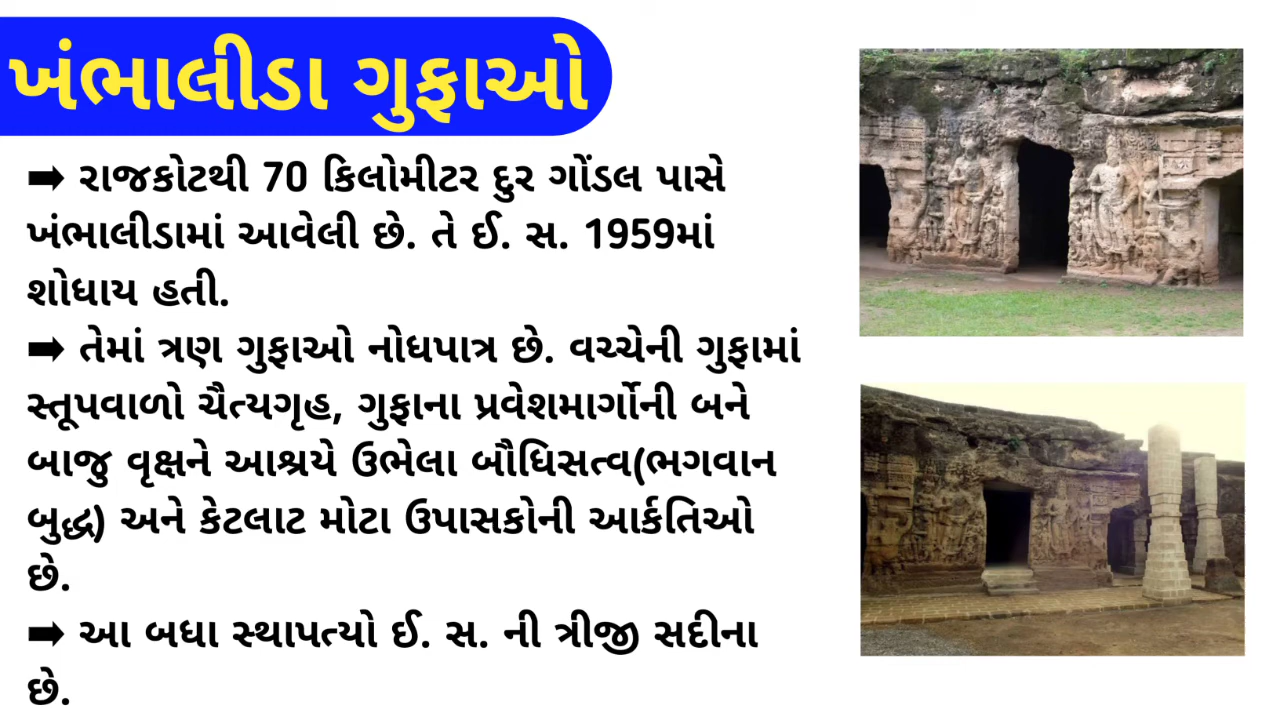 ખંભાલીડા ગુફાઓ
➡ રાજકોટથી 70 કિલોમીટર દુર ગોંડલ પાસે
ખંભાલીડામાં આવેલી છે. તે ઈ. સ. 1959માં
શોધાય હતી.
➡ તેમાં ત્રણ ગુફાઓ નોધપાત્ર છે. વચ્ચેની ગુફામાં
સ્તૂપવાળો ચૈત્યગૃહ, ગુફાના પ્રવેશમાર્ગોની બને
બાજુ વૃક્ષને આશ્રયે ઉભેલા બૌધિસત્વ(ભગવાન
બુદ્ધ) અને કેટલાટ મોટા ઉપાસકોની આર્કતિઓ
છે.
➡ આ બધા સ્થાપત્યો ઈ. સ. ની ત્રીજી સદીના
છે.